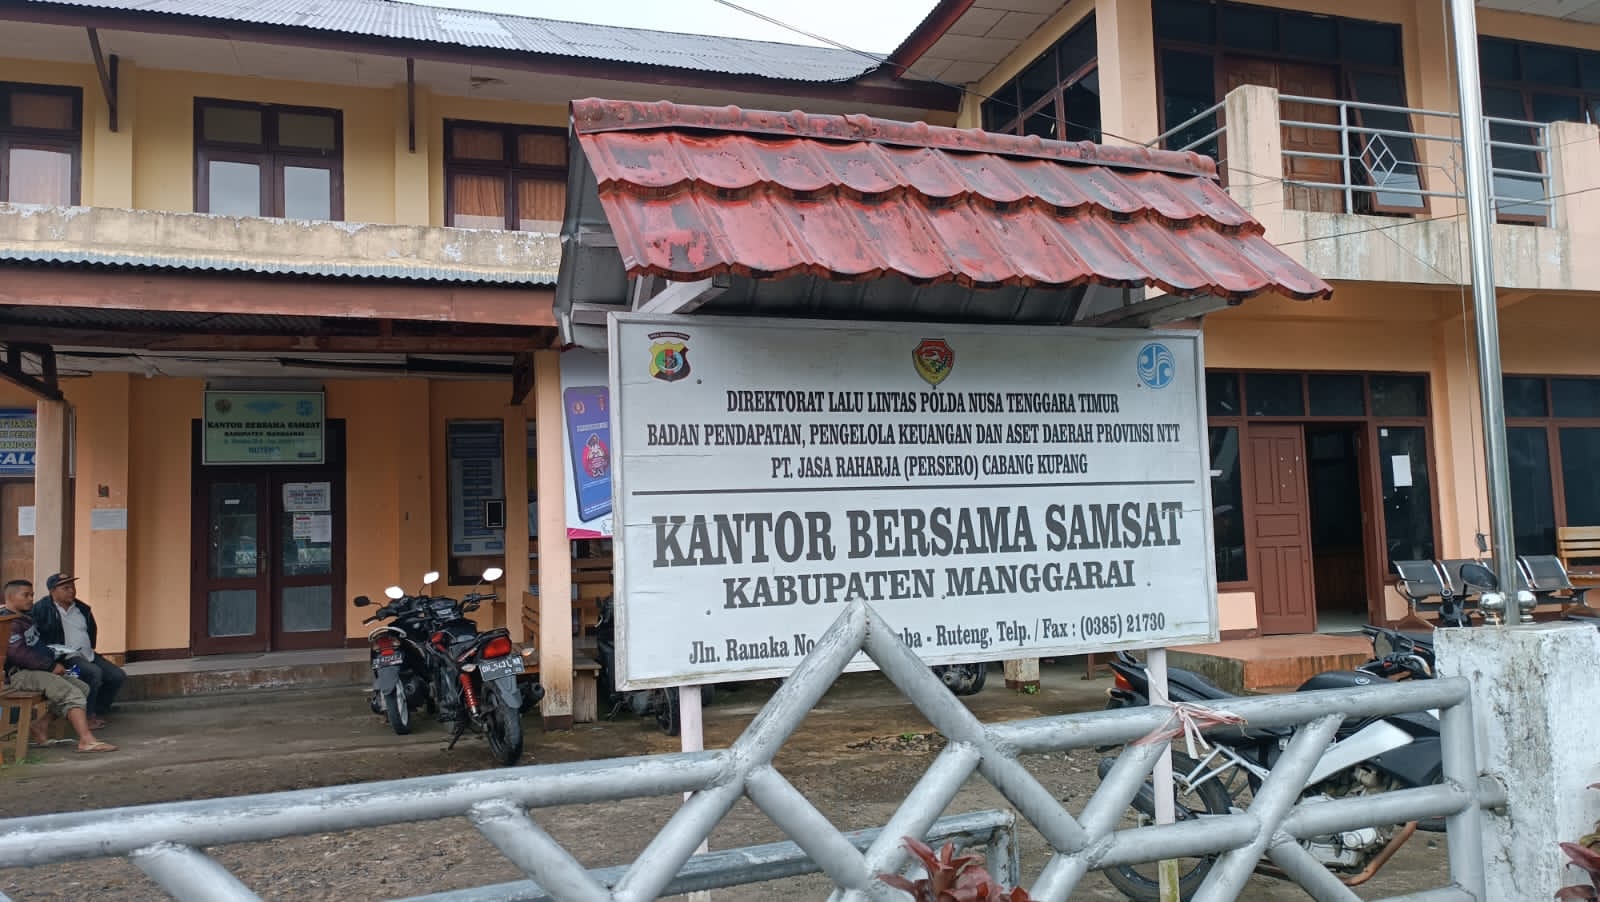 DIREKTORAT LALU LINTAS POLDA NUSA TENGGARA TIMUR
BADAN PENDAPATAN, PENGELOLA KEUANGAN DAN ASET DAERAH PROVINSI NTT
PT. JASA RAHARJA (PERSERO) CABANG KUPANG
KANTOR BERSAMA SAMSAT
KABUPATEN MANGGARAI
Jln. Ranaka No - Ruteng, Telp. / Fax : (0385) 21730
KANTOR BERSAMA SAMSAT
KABUPATEN MANGGARAI
RUTENG